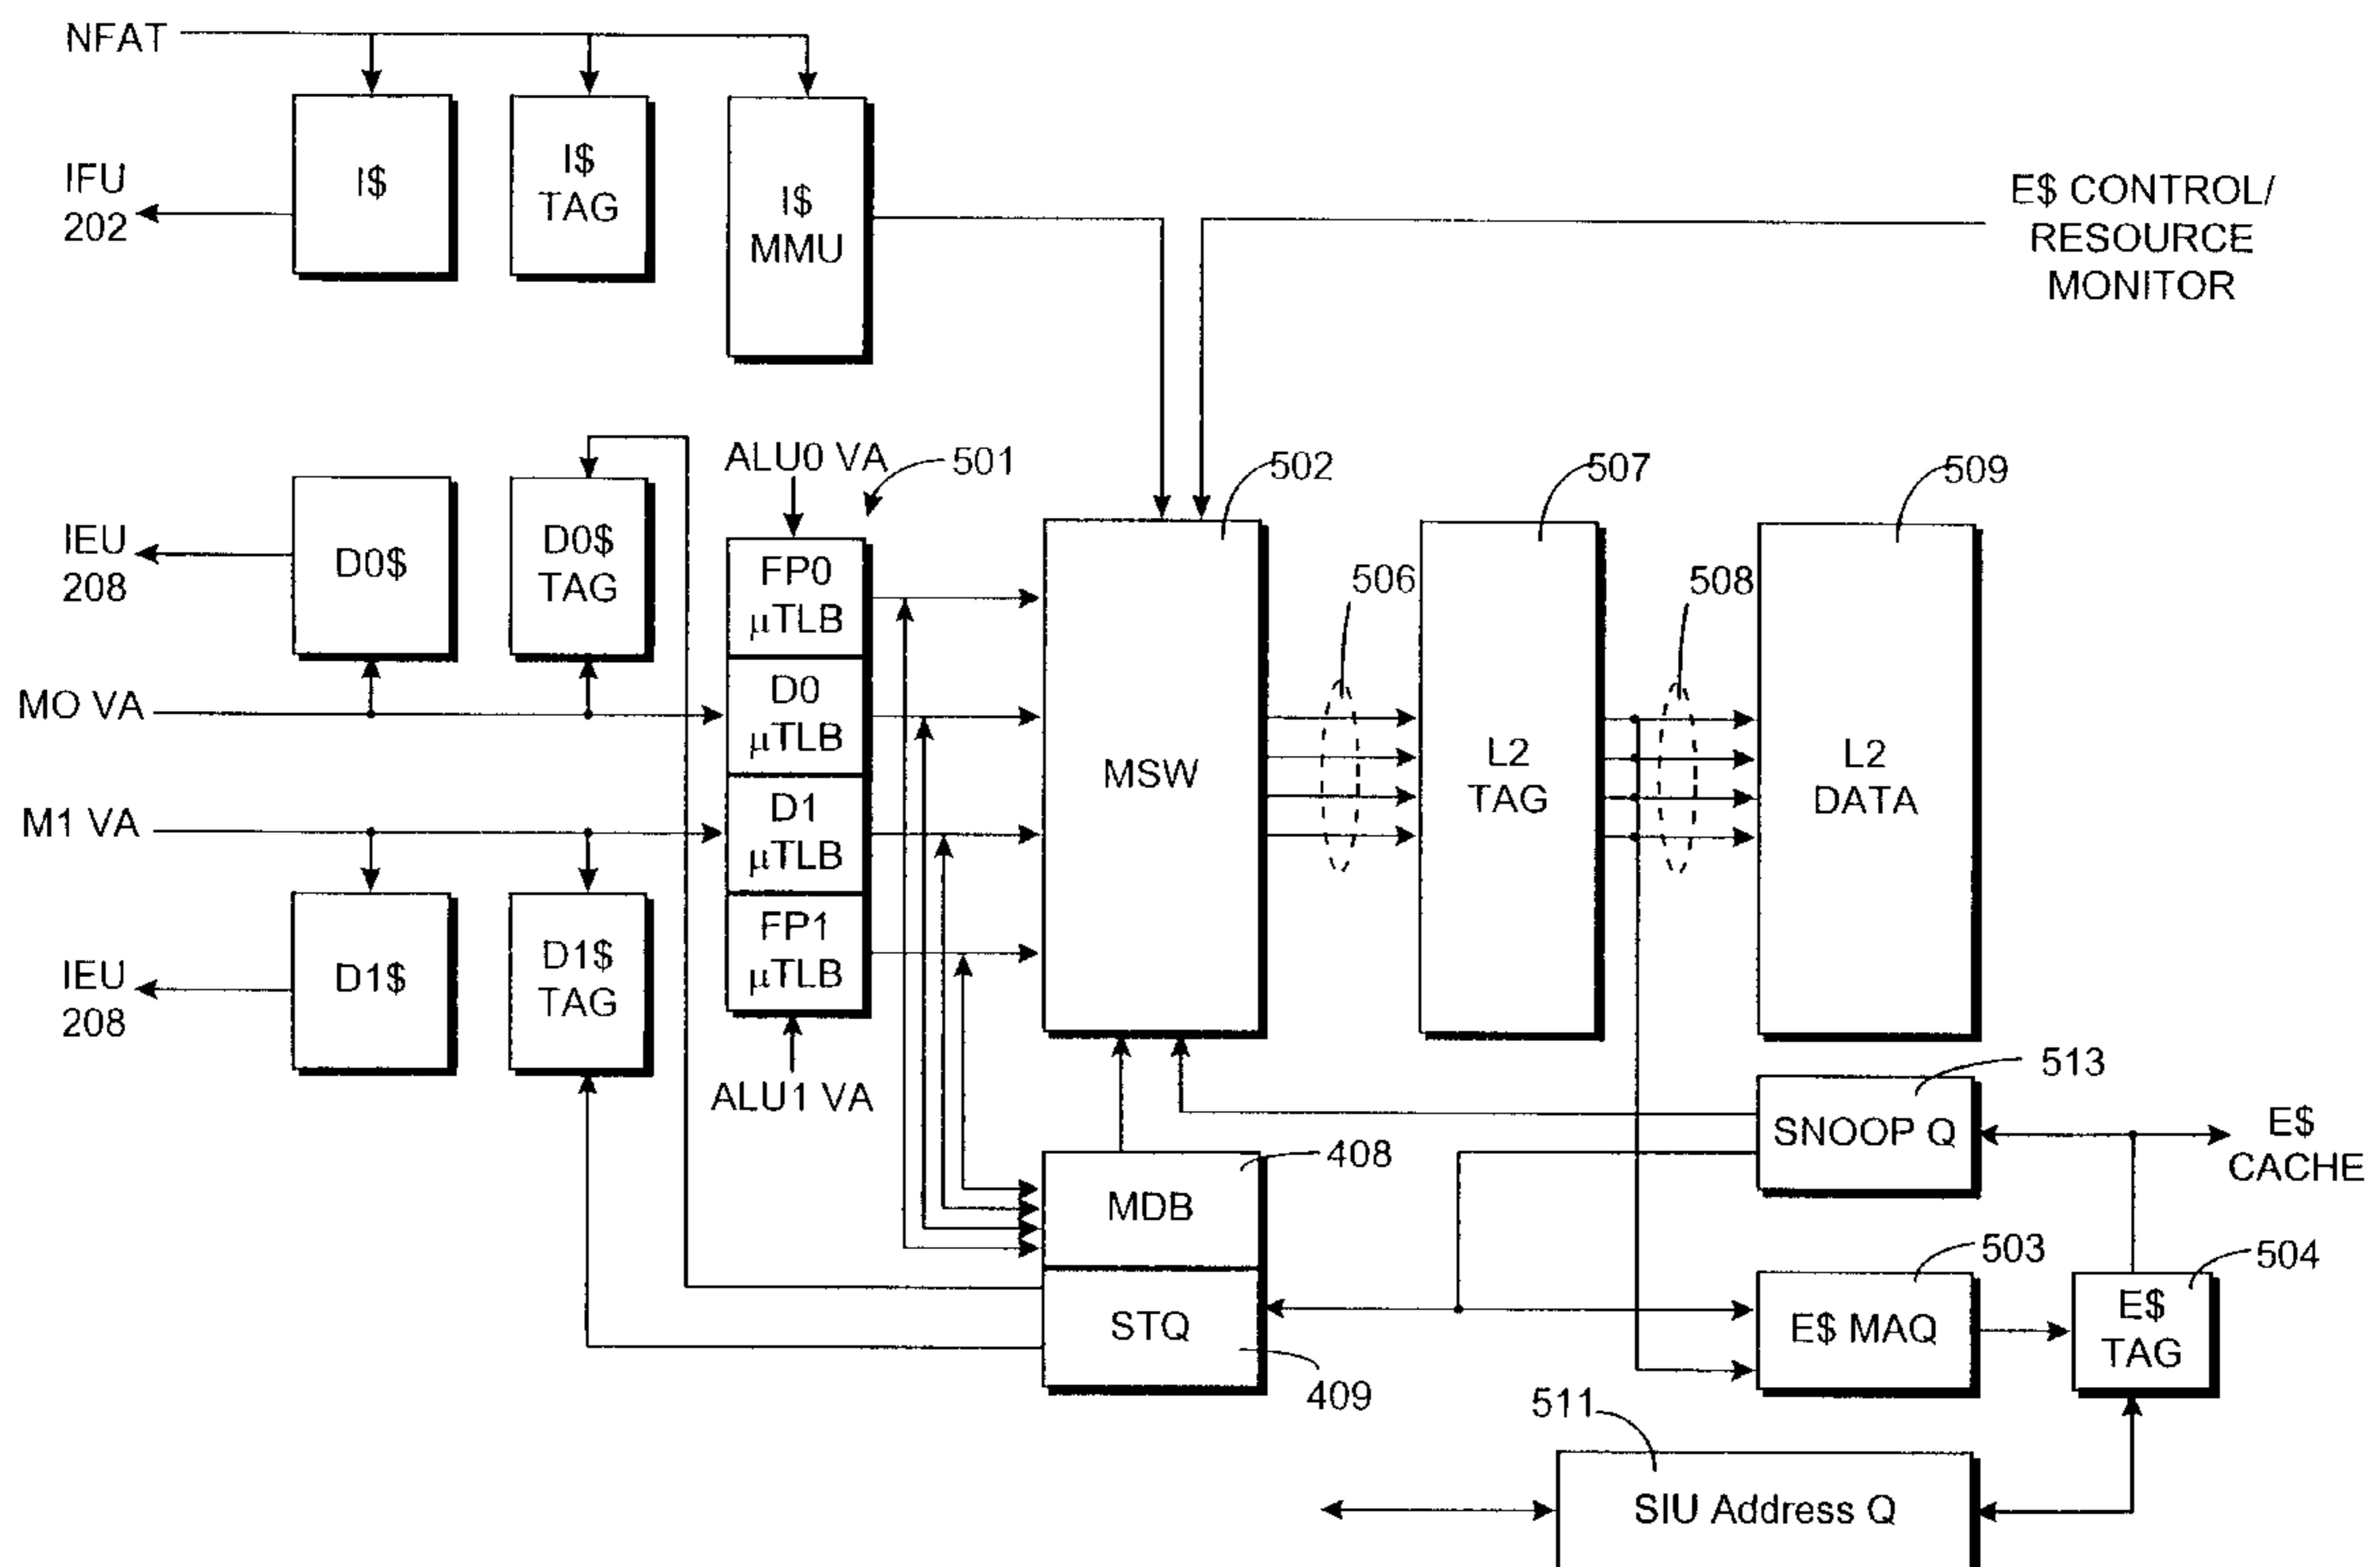 NFAT
I$
I$
TAG
I$
MMU
IFU
202
E$ CONTROL/
RESOURCE
MONITOR
ALU0 VA
501
502
507
509
IEU
208
D0$
D0$
TAG
FP0
μTLB
506
508
MO VA
D0
μTLB
MSW
L2
TAG
L2
DATA
M1 VA
D1
μTLB
IEU
208
D1$
D1$
TAG
FP1
μTLB
ALU1 VA
513
SNOOP Q
E$
CACHE
408
MDB
503
504
STQ
E$ MAQ
E$
TAG
409
511
SIU Address Q